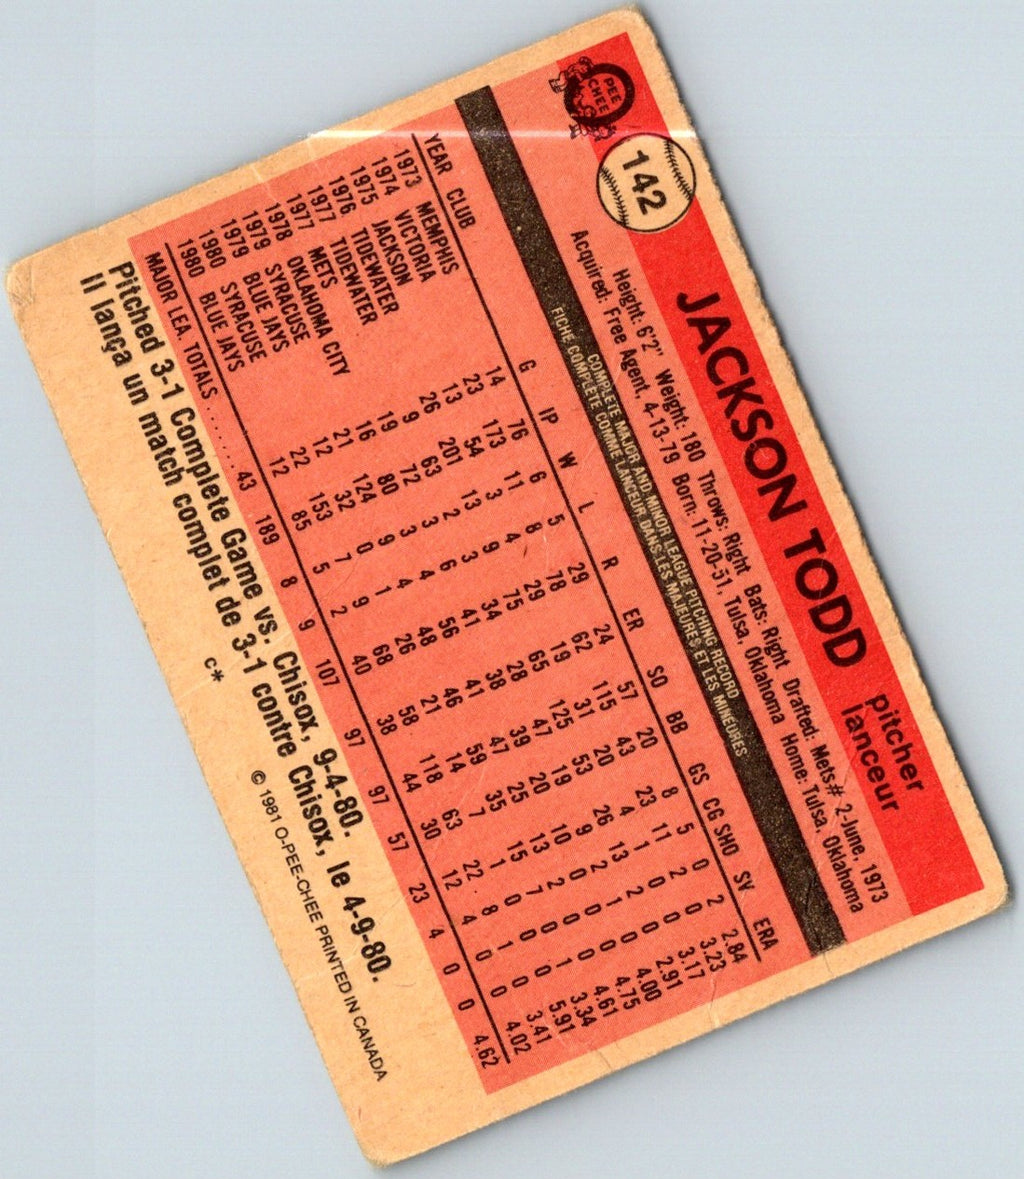 PEE
CHEE
142
JACKSON TODD
pitcher
lanceur
Height: 6'2" Weight: 180 Throws: Right Bats: Right Drafted: Mets# 2-June, 1973
Acquired: Free Agent, 4-13-79 Born: 11-20-51, Tulsa, Oklahoma Home: Tulsa, Oklahoma
COMPLETE MAJOR AND MINOR LEAGUE PITCHING RECORD
FICHE COMPLÈTE COMME LANCEUR DANS LES MAJEURES ET LES MINEURES
YEAR CLUB G IP W L R ER SO BB GS CG SHO SV ERA
1973 MEMPHIS 14 76 6 5 29 24 57 20 8 5 0 2 2.84
1974 VICTORIA 23 173 11 8 78 62 115 43 23 11 2 0 3.23
1975 JACKSON 13 54 3 4 29 19 31 20 4 1 0 0 3.17
1976 TIDEWATER 26 201 13 9 75 65 125 53 26 13 2 1 2.91
1977 TIDEWATER 9 63 2 3 34 28 47 19 9 2 1 0 4.00
1977 METS 19 72 3 6 41 38 39 20 10 0 0 0 4.75
1978 OKLAHOMA CITY 16 80 3 4 56 41 47 25 13 2 0 1 4.61
1979 SYRACUSE 21 124 9 4 48 46 59 35 15 7 0 0 3.34
1979 BLUE JAYS 12 32 0 1 26 21 14 7 1 0 0 0 5.91
1980 SYRACUSE 22 153 7 9 68 58 118 63 22 8 1 0 3.41
1980 BLUE JAYS 12 85 5 2 40 38 44 30 12 4 0 0 4.02
MAJOR LEA. TOTALS ...... 43 189 8 9 107 97 97 57 23 4 0 0 4.62
Pitched 3-1 Complete Game vs. Chisox, 9-4-80.
Il lança un match complet de 3-1 contre Chisox, le 4-9-80.
C*
© 1981 O-PEE-CHEE PRINTED IN CANADA